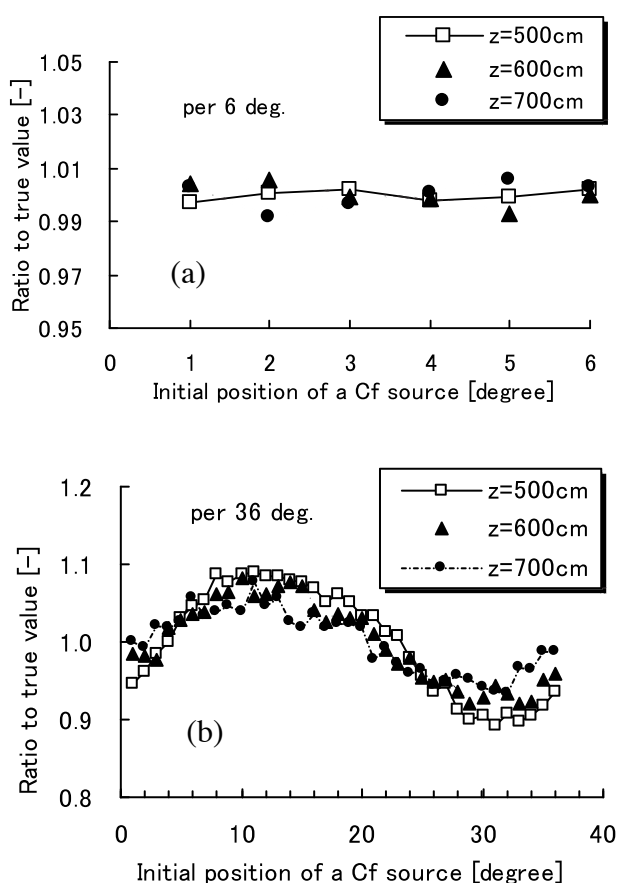 z=500cm
z=600cm
z=700cm
per 6 deg.
Ratio to true value [-]
1.05
1.03
1.01
0.99
0.97
0.95
(a)
0 1 2 3 4 5 6
Initial position of a Cf source [degree]
z=500cm
z=600cm
z=700cm
per 36 deg.
Ratio to true value [-]
1.2
1.1
1.0
0.9
0.8
(b)
0 10 20 30 40
Initial position of a Cf source [degree]